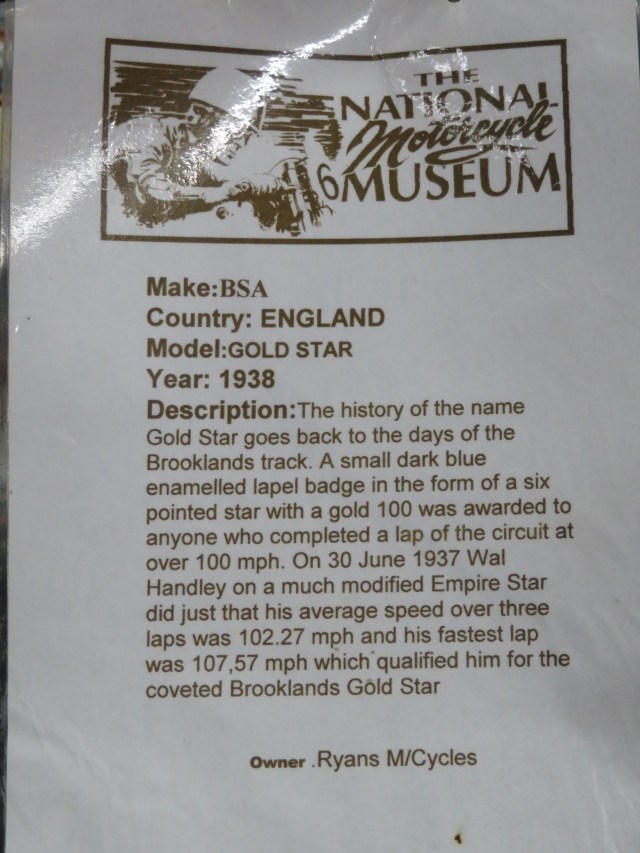 THE
NATIONAL
Motorcycle
6 MUSEUM
Make:BSA
Country: ENGLAND
Model:GOLD STAR
Year: 1938
Description:The history of the name
Gold Star goes back to the days of the
Brooklands track. A small dark blue
enamelled lapel badge in the form of a six
pointed star with a gold 100 was awarded to
anyone who completed a lap of the circuit at
over 100 mph. On 30 June 1937 Wal
Handley on a much modified Empire Star
did just that his average speed over three
laps was 102.27 mph and his fastest lap
was 107,57 mph which qualified him for the
coveted Brooklands Gold Star
Owner .Ryans M/Cycles